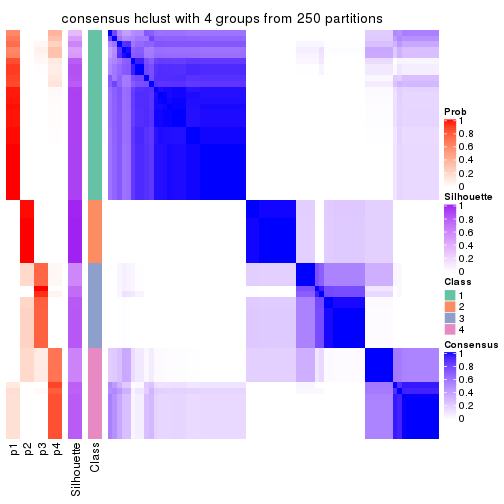 consensus hclust with 4 groups from 250 partitions
Prob
1
0.8
0.6
0.4
0.2
0
Silhouette
1
0.8
0.6
0.4
0.2
0
Class
1
2
3
4
Consensus
1
0.8
0.6
0.4
0.2
0
p1
p2
p3
p4
Silhouette
Class